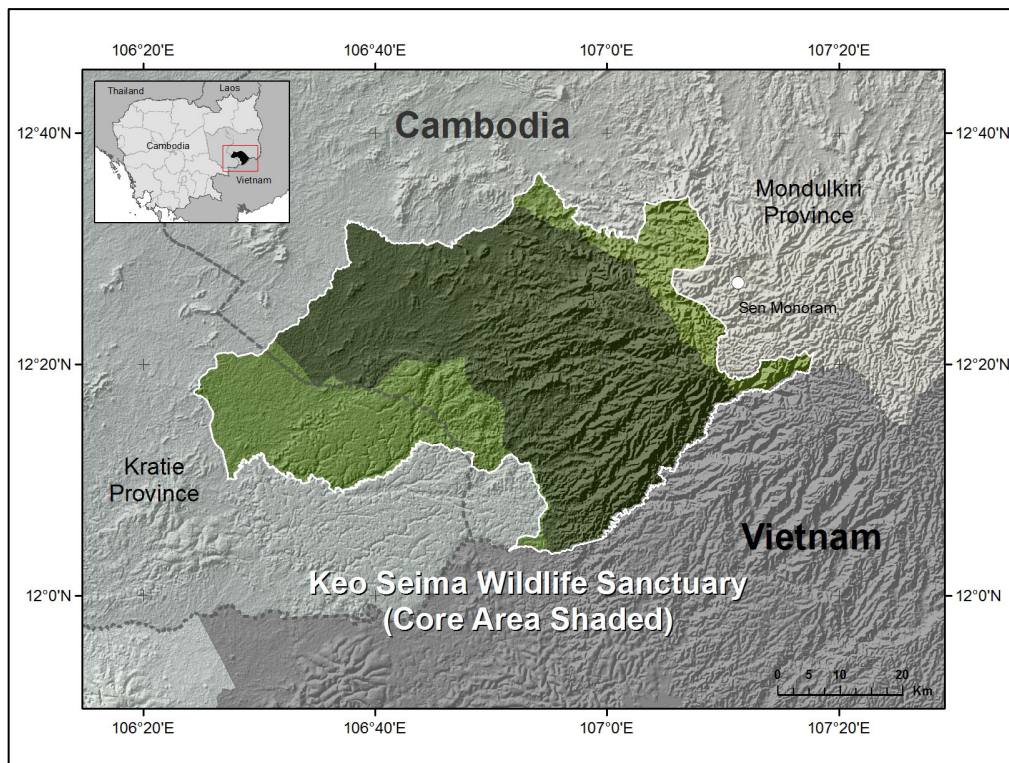 106°20'E
106°40'E
107°0'E
107°20'E
Thailand
Laos
Cambodia
Vietnam
12°40'N
Cambodia
12°40'N
Mondulkiri
Province
Sen Monoram
12°20'N
12°20'N
Kratie
Province
Vietnam
Keo Seima Wildlife Sanctuary
(Core Area Shaded)
12°0'N
12°0'N
0 5 10 20
Km
106°20'E
106°40'E
107°0'E
107°20'E